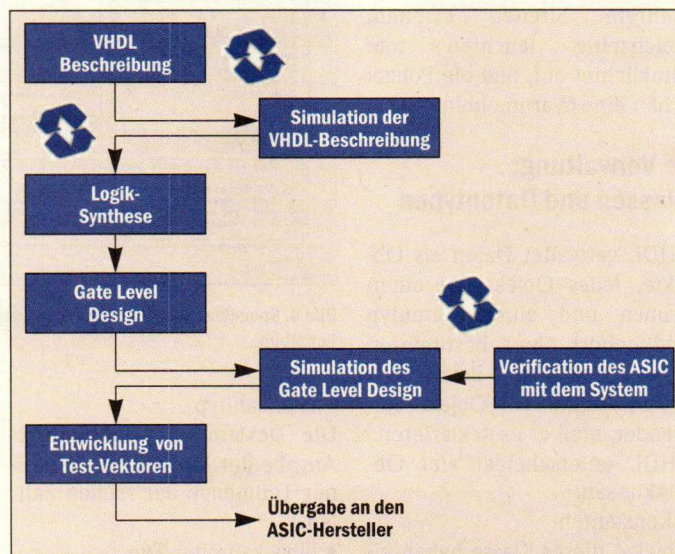 VHDL
Beschreibung
Simulation der
VHDL-Beschreibung
Logik-
Synthese
Gate Level
Design
Simulation des
Gate Level Design
Verification des ASIC
mit dem System
Entwicklung von
Test-Vektoren
Übergabe an den
ASIC-Hersteller